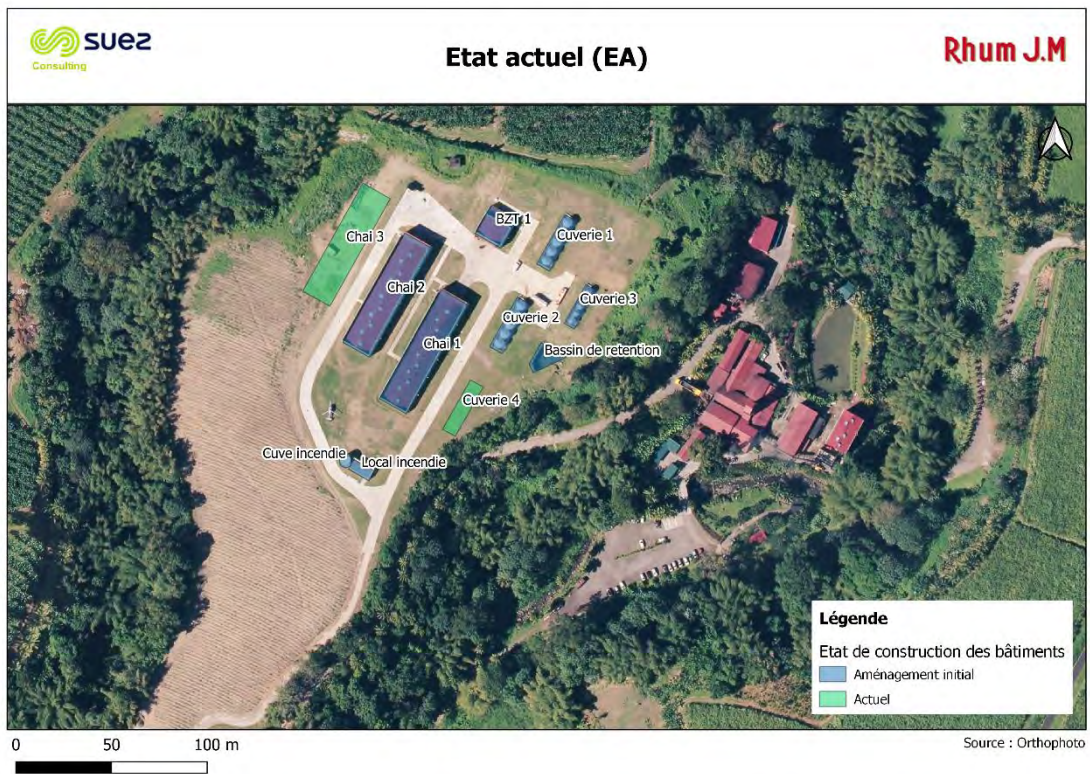 suez
Consulting
Etat actuel (EA)
Rhum J.M
BZT 1
Chai 3
Cuverie 1
Chai 2
Cuverie 3
Cuverie 2
Chai 1
Bassin de retention
Cuverie 4
Cuve incendie
Local incendie
Légende
Etat de construction des bâtiments
Aménagement initial
Actuel
0 50 100 m
Source : Orthophoto